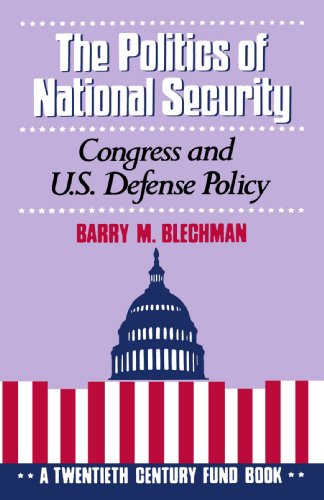 The Politics of
National Security
Congress and
U.S. Defense Policy
BARRY M. BLECHMAN
A TWENTIETH CENTURY FUND BOOK